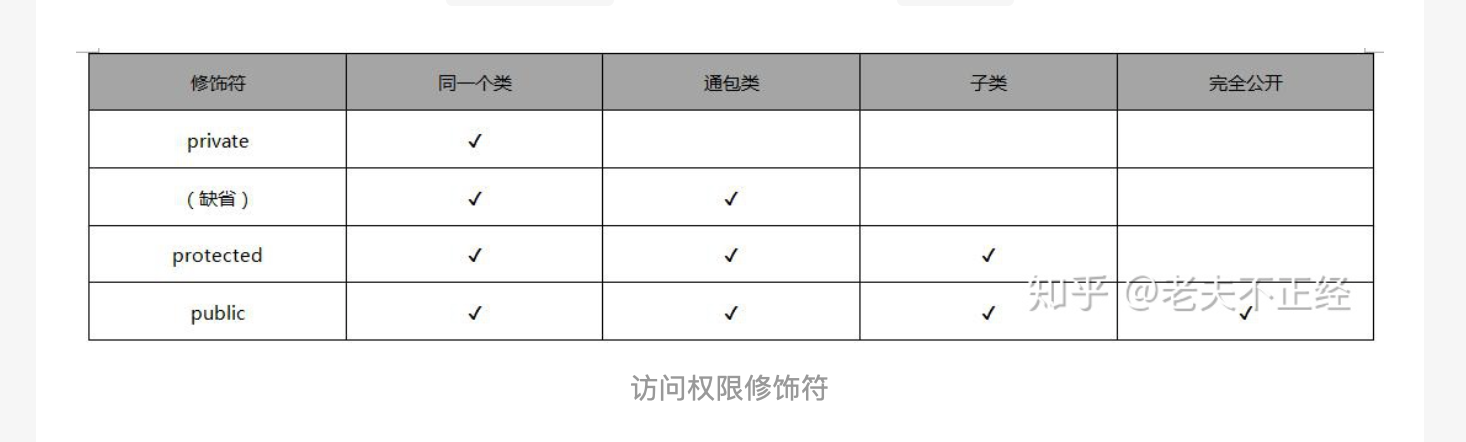 修饰符 同一个类 通包类 子类 完全公开
private ✓
（缺省） ✓ ✓
protected ✓ ✓ ✓
public ✓ ✓ ✓ ✓
知乎 @老夫不正经
访问权限修饰符